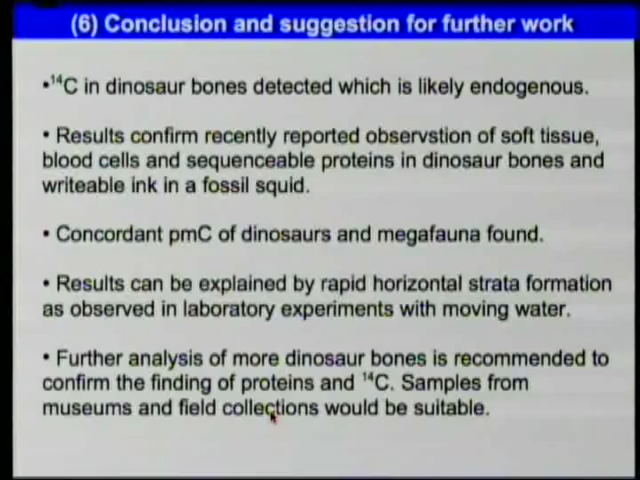 (6) Conclusion and suggestion for further work
•¹⁴C in dinosaur bones detected which is likely endogenous.
• Results confirm recently reported observstion of soft tissue,
blood cells and sequenceable proteins in dinosaur bones and
writeable ink in a fossil squid.
• Concordant pmC of dinosaurs and megafauna found.
• Results can be explained by rapid horizontal strata formation
as observed in laboratory experiments with moving water.
• Further analysis of more dinosaur bones is recommended to
confirm the finding of proteins and ¹⁴C. Samples from
museums and field collections would be suitable.